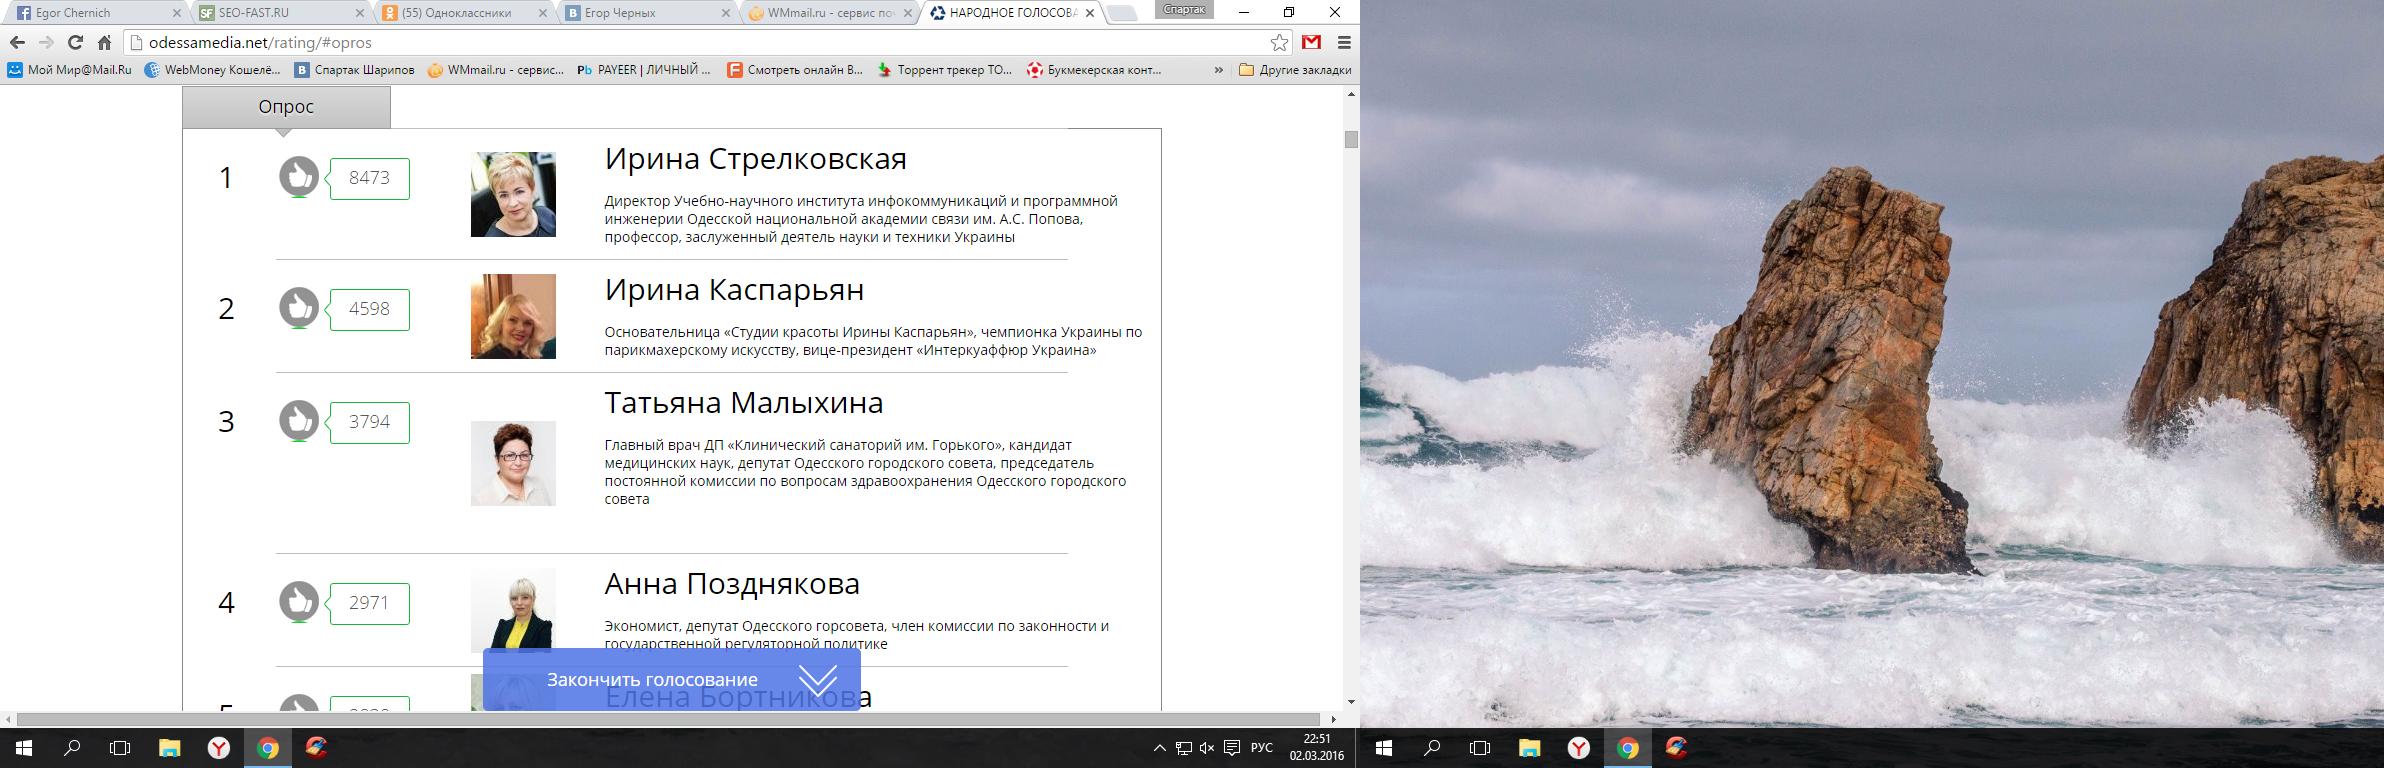 Egor Chernich
SEO-FAST.RU
(55) Одноклассники
Егор Черных
WMmail.ru - сервис по
НАРОДНОЕ ГОЛОСОВА
Спартак
odessamedia.net/rating/#opros
Мой Мир@Mail.Ru
WebMoney Кошелё...
Спартак Шарипов
WMmail.ru - сервис...
PAYEER | ЛИЧНЫЙ ...
Смотреть онлайн В...
Торрент трекер ТО...
Букмекерская конт...
»
Другие закладки
Опрос
1
8473
Ирина Стрелковская
Директор Учебно-научного института инфокоммуникаций и программной
инженерии Одесской национальной академии связи им. А.С. Попова,
профессор, заслуженный деятель науки и техники Украины
2
4598
Ирина Каспарьян
Основательница «Студии красоты Ирины Каспарьян», чемпионка Украины по
парикмахерскому искусству, вице-президент «Интеркуаффюр Украина»
3
3794
Татьяна Малыхина
Главный врач ДП «Клинический санаторий им. Горького», кандидат
медицинских наук, депутат Одесского городского совета, председатель
постоянной комиссии по вопросам здравоохранения Одесского городского
совета
4
2971
Анна Позднякова
Экономист, депутат Одесского горсовета, член комиссии по законности и
государственной регуляторной политике
Закончить голосование
5
Елена Бортникова
РУС
22:51
02.03.2016